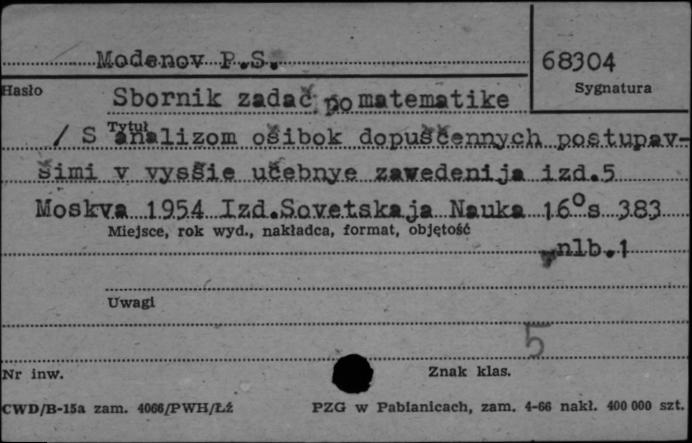 Modenov P.S.
68304
Hasło
Sygnatura
Sbornik zadač po matematike
Tytuł
/ S analizom ošibok dopuščennych postupav-
šimi v vysšie učebnye zavedenija izd.5
Moskva 1954 Izd.Sovetskaja Nauka 16° s 383
Miejsce, rok wyd., nakładca, format, objętość
nlb.1
Uwagi
5
Nr inw.
Znak klas.
CWD/B-15a zam. 4066/PWH/Łź
PZG w Pabianicach, zam. 4-66 nakł. 400 000 szt.